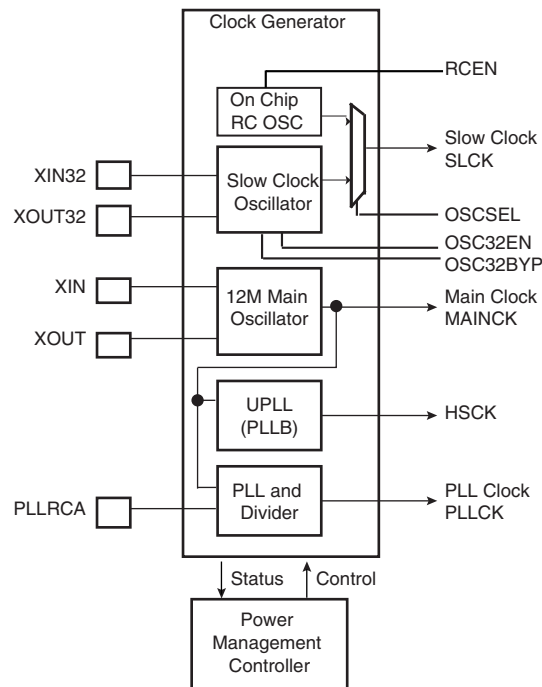 Clock Generator
RCEN
On Chip
RC OSC
Slow Clock
SLCK
XIN32
Slow Clock
Oscillator
XOUT32
OSCSEL
OSC32EN
OSC32BYP
XIN
12M Main
Oscillator
Main Clock
MAINCK
XOUT
UPLL
(PLLB)
HSCK
PLLRCA
PLL and
Divider
PLL Clock
PLLCK
Status
Control
Power
Management
Controller